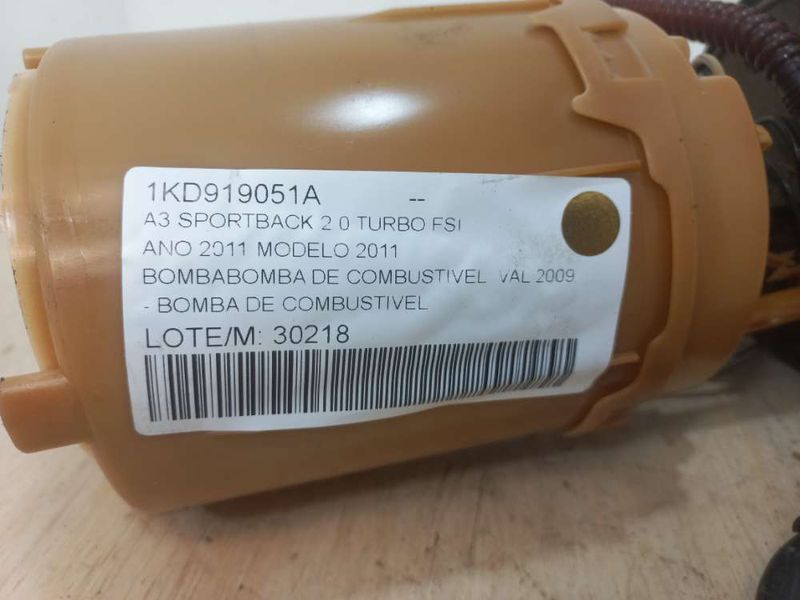 1KD919051A --
A3 SPORTBACK 2.0 TURBO FSI
ANO 2011 MODELO 2011
BOMBABOMBA DE COMBUSTIVEL VAL 2009
- BOMBA DE COMBUSTIVEL
LOTE/M: 30218